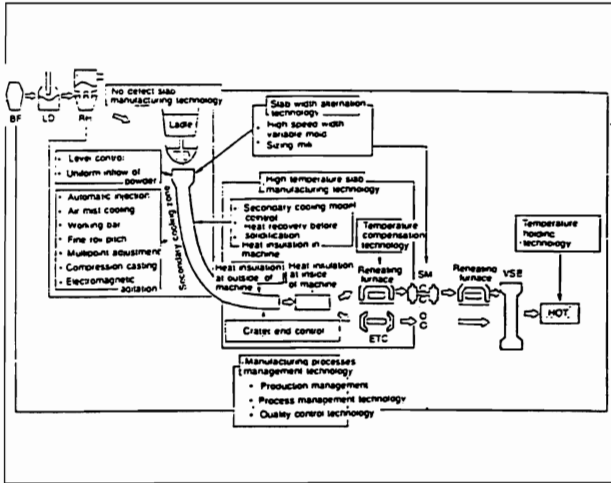 No defect slab
manufacturing technology
BF
LD
RH
Ladle
Slab width alternation
technology
• High speed width
variable mold
• Sizing mill
• Level control
• Uniform inflow of
powder
• Automatic injection
• Air mist cooling
• Working bar
• Fine roll pitch
• Multipoint adjustment
• Compression casting
• Electromagnetic
agitation
Secondary cooling zone
High temperature slab
manufacturing technology
• Secondary cooling model
control
• Heat recovery before
solidification
• Heat insulation in
machine
Heat insulation
at outside of
machine
Heat insulation
at inside of
machine
Crater end control
Temperature
compensation
technology
Reheating
furnace
SM
Reheating
furnace
VSB
ETC
Temperature
holding
technology
HOT
Manufacturing processes
management technology
• Production management
• Process management technology
• Quality control technology